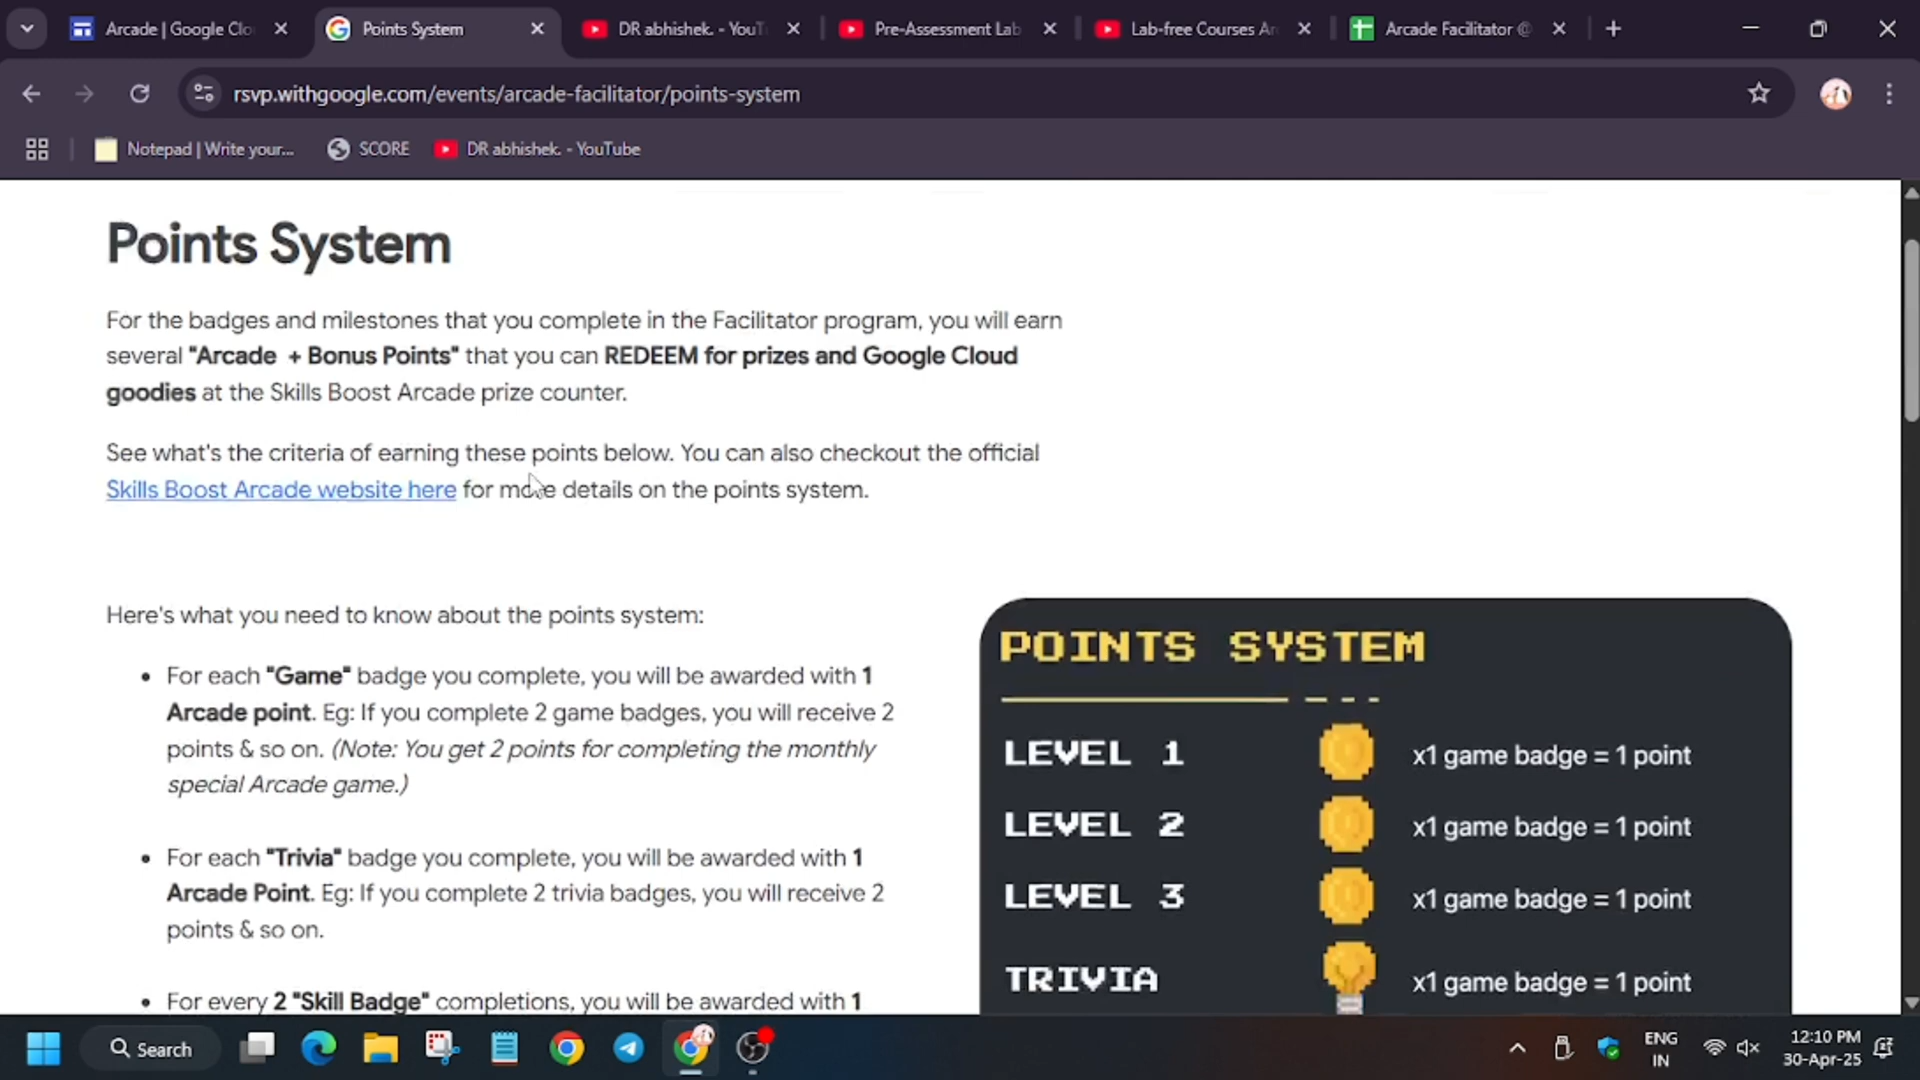 Arcade | Google Clo
Points System
DR abhishek. - YouT
Pre-Assessment Lab
Lab-free Courses Ar
Arcade Facilitator @
rsvp.withgoogle.com/events/arcade-facilitator/points-system
Notepad | Write your...
SCORE
DR abhishek. - YouTube
Points System
For the badges and milestones that you complete in the Facilitator program, you will earn
several "Arcade + Bonus Points" that you can REDEEM for prizes and Google Cloud
goodies at the Skills Boost Arcade prize counter.
See what's the criteria of earning these points below. You can also checkout the official
Skills Boost Arcade website here for more details on the points system.
Here's what you need to know about the points system:
• For each "Game" badge you complete, you will be awarded with 1
Arcade point. Eg: If you complete 2 game badges, you will receive 2
points & so on. (Note: You get 2 points for completing the monthly
special Arcade game.)
• For each "Trivia" badge you complete, you will be awarded with 1
Arcade Point. Eg: If you complete 2 trivia badges, you will receive 2
points & so on.
• For every 2 "Skill Badge" completions, you will be awarded with 1
POINTS SYSTEM
LEVEL 1 x1 game badge = 1 point
LEVEL 2 x1 game badge = 1 point
LEVEL 3 x1 game badge = 1 point
TRIVIA x1 game badge = 1 point
Search
ENG
IN
12:10 PM
30-Apr-25